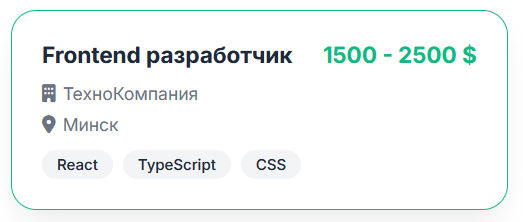 Frontend разработчик 1500 - 2500 $
ТехноКомпания
Минск
React TypeScript CSS